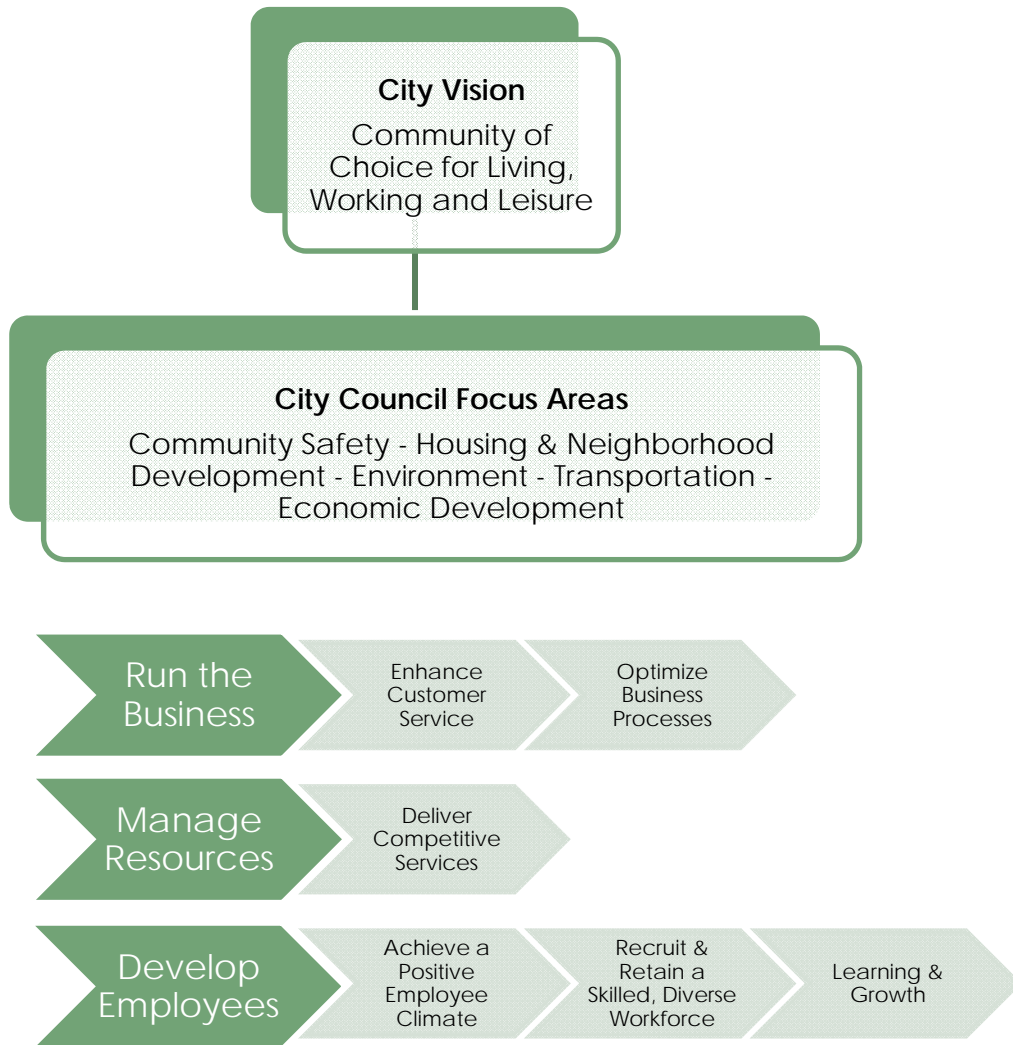 City Vision
Community of
Choice for Living,
Working and Leisure
City Council Focus Areas
Community Safety - Housing & Neighborhood
Development - Environment - Transportation -
Economic Development
Run the
Business
Enhance
Customer
Service
Optimize
Business
Processes
Manage
Resources
Deliver
Competitive
Services
Develop
Employees
Achieve a
Positive
Employee
Climate
Recruit &
Retain a
Skilled, Diverse
Workforce
Learning &
Growth